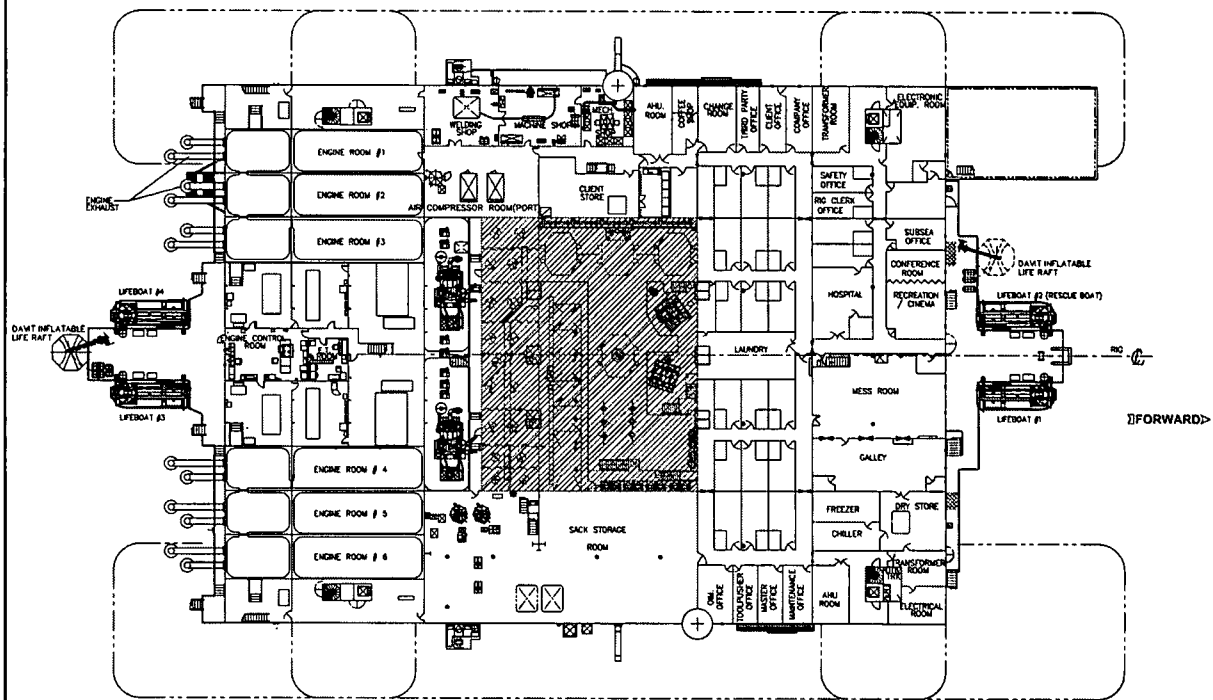 WELDING
SHOP
MACHINE SHOP
MECH
AHU.
ROOM
COFFEE
SHOP
CHANGE
ROOM
THIRD PARTY
OFFICE
CLIENT
OFFICE
COMPANY
OFFICE
TRANSFORMER
ROOM
ELECTRONIC
EQUIP. ROOM
ENGINE ROOM #1
ENGINE ROOM #2
ENGINE ROOM #3
ENGINE
EXHAUST
AIR COMPRESSOR ROOM(PORT
CLIENT
STORE
SAFETY
OFFICE
RIG CLERK
OFFICE
SUBSEA
OFFICE
CONFERENCE
ROOM
RECREATION
CINEMA
HOSPITAL
DAVIT INFLATABLE
LIFE RAFT
LIFEBOAT #2 (RESCUE BOAT)
LIFEBOAT #4
DAVIT INFLATABLE
LIFE RAFT
ENGINE CONTROL
ROOM
ROOM
LAUNDRY
RIG
MESS ROOM
LIFEBOAT #3
LIFEBOAT #1
FORWARD
GALLEY
ENGINE ROOM # 4
ENGINE ROOM # 5
ENGINE ROOM # 6
SACK STORAGE
ROOM
FREEZER
CHILLER
DRY STORE
TRANSFORMER
ROOM
ELECTRICAL
ROOM
OIM.
OFFICE
TOOLPUSHER
OFFICE
MASTER
OFFICE
MAINTENANCE
OFFICE
AHU
ROOM